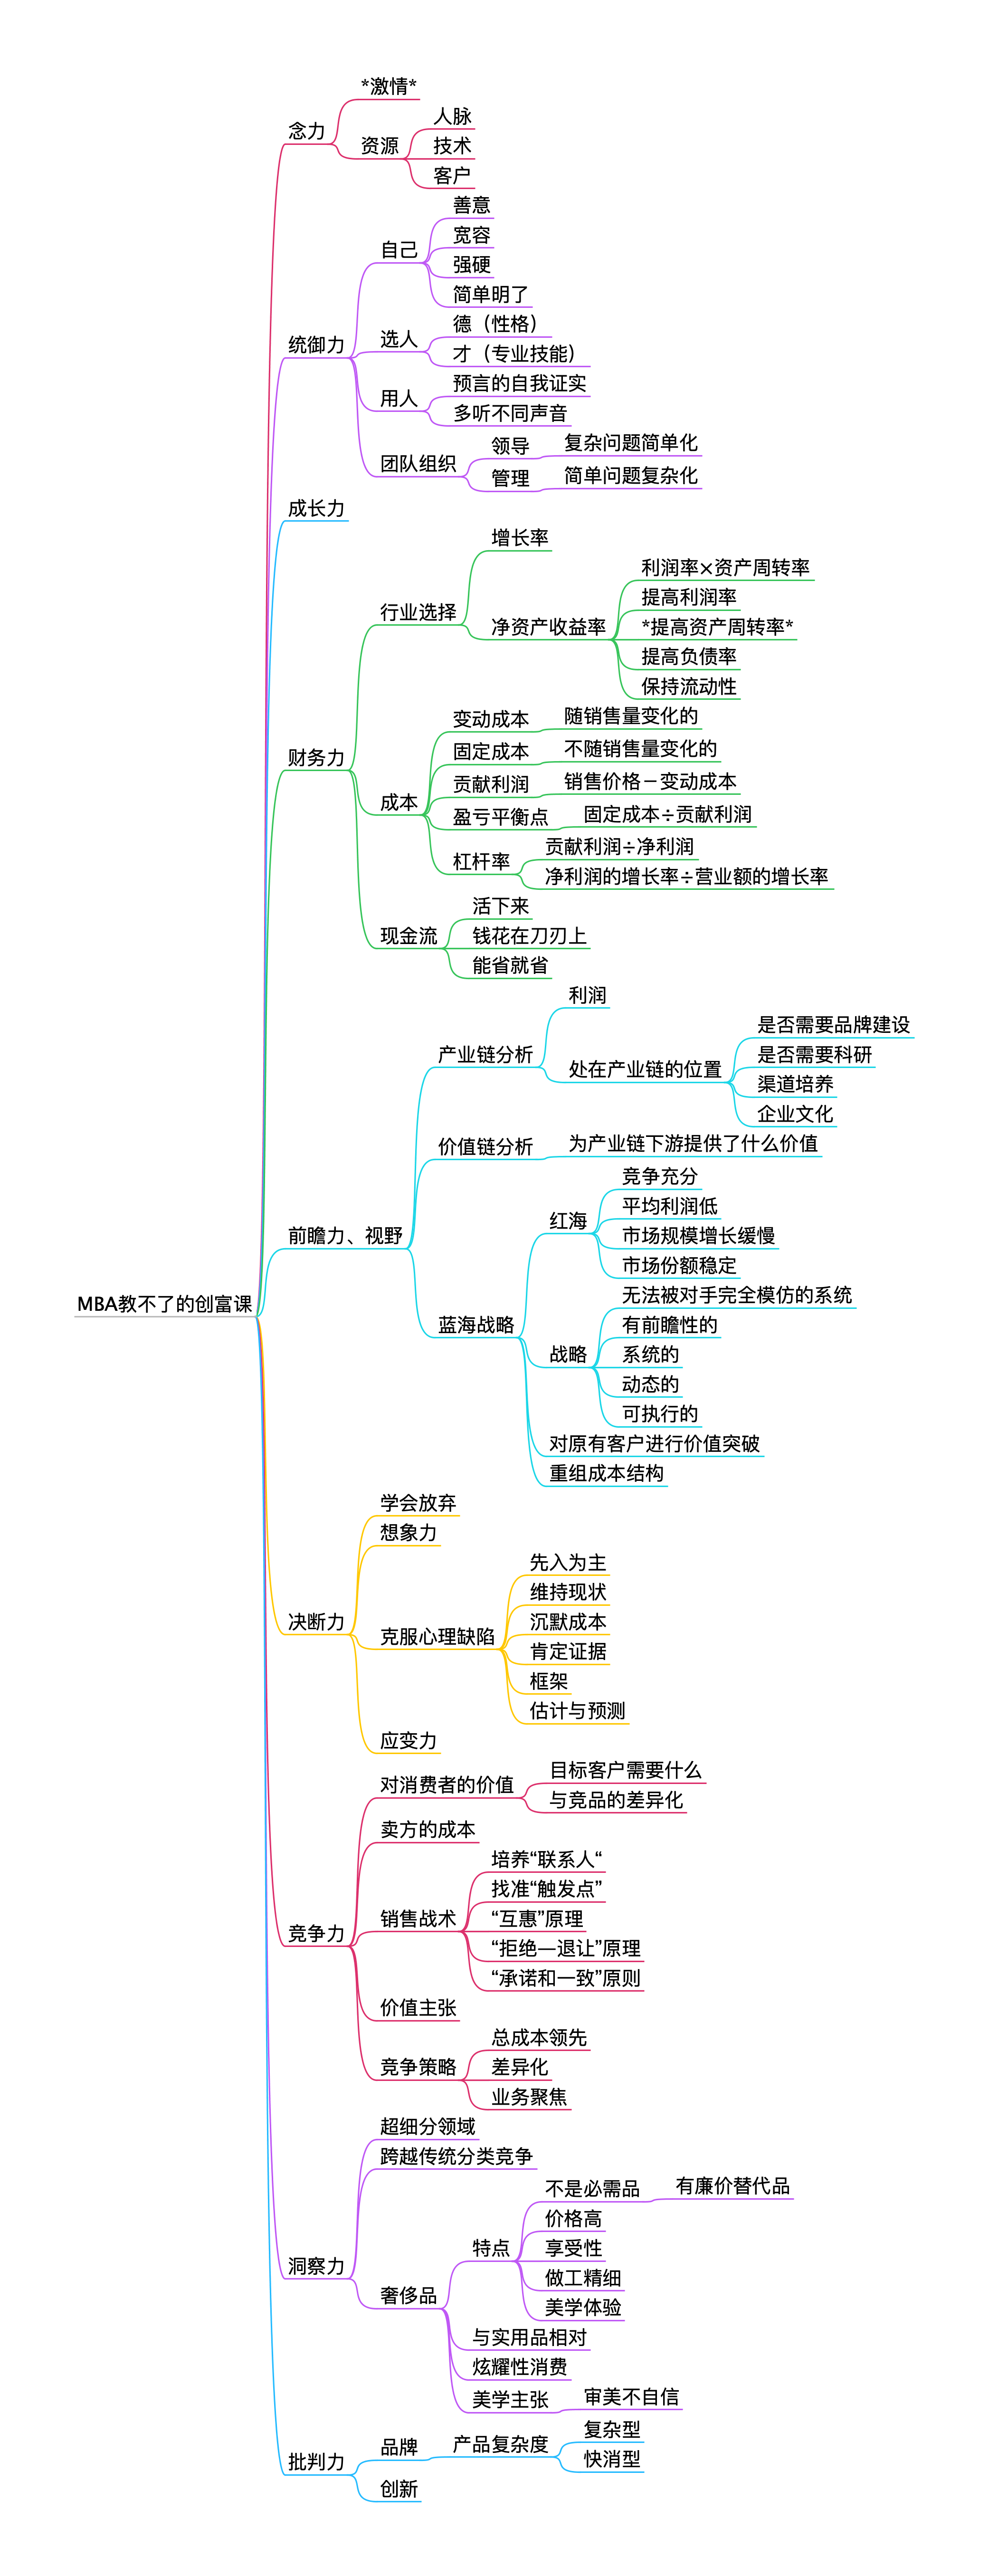 *激情*
人脉
念力
资源
技术
客户
善意
宽容
自己
强硬
简单明了
德（性格）
统御力
选人
才（专业技能）
预言的自我证实
用人
多听不同声音
领导
复杂问题简单化
团队组织
管理
简单问题复杂化
成长力
增长率
利润率×资产周转率
提高利润率
行业选择
净资产收益率
*提高资产周转率*
提高负债率
保持流动性
变动成本
随销售量变化的
固定成本
不随销售量变化的
财务力
贡献利润
销售价格－变动成本
成本
盈亏平衡点
固定成本÷贡献利润
贡献利润÷净利润
杠杆率
净利润的增长率÷营业额的增长率
活下来
现金流
钱花在刀刃上
能省就省
利润
是否需要品牌建设
产业链分析
是否需要科研
处在产业链的位置
渠道培养
企业文化
价值链分析
为产业链下游提供了什么价值
竞争充分
平均利润低
红海
前瞻力、视野
市场规模增长缓慢
市场份额稳定
MBA教不了的创富课
无法被对手完全模仿的系统
蓝海战略
有前瞻性的
战略
系统的
动态的
可执行的
对原有客户进行价值突破
重组成本结构
学会放弃
想象力
先入为主
维持现状
决断力
沉默成本
克服心理缺陷
肯定证据
框架
估计与预测
应变力
目标客户需要什么
对消费者的价值
与竞品的差异化
卖方的成本
培养“联系人“
找准“触发点”
竞争力
销售战术
“互惠”原理
“拒绝—退让”原理
“承诺和一致”原则
价值主张
总成本领先
竞争策略
差异化
业务聚焦
超细分领域
跨越传统分类竞争
不是必需品
有廉价替代品
价格高
特点
享受性
洞察力
做工精细
奢侈品
美学体验
与实用品相对
炫耀性消费
美学主张
审美不自信
复杂型
品牌
产品复杂度
批判力
快消型
创新